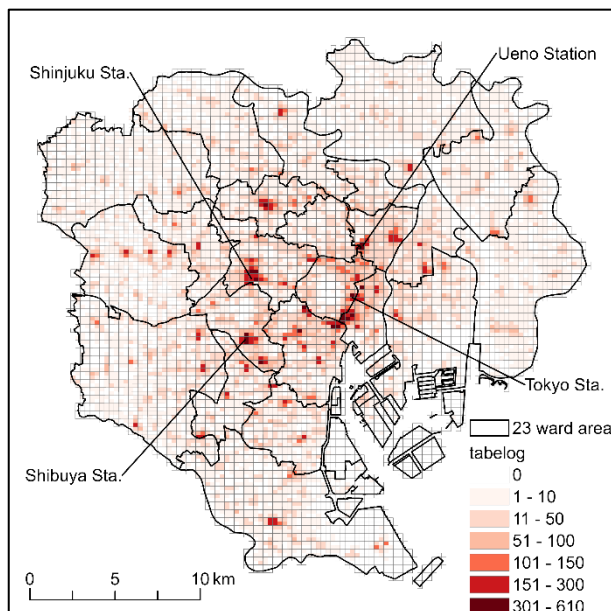 Shinjuku Sta.
Ueno Station
Tokyo Sta.
Shibuya Sta.
23 ward area
tabelog
0
1 - 10
11 - 50
51 - 100
101 - 150
151 - 300
301 - 610
0 5 10 km